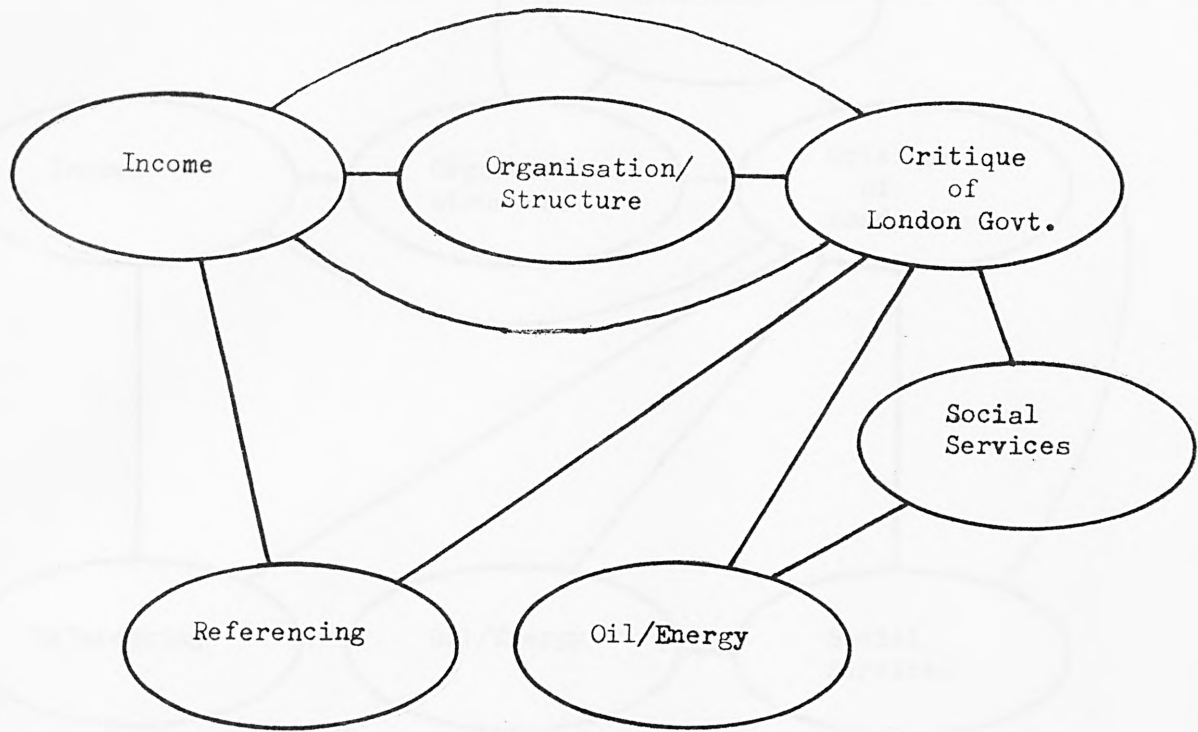 Income
Organisation/
Structure
Critique
of
London Govt.
Social
Services
Referencing
Oil/Energy